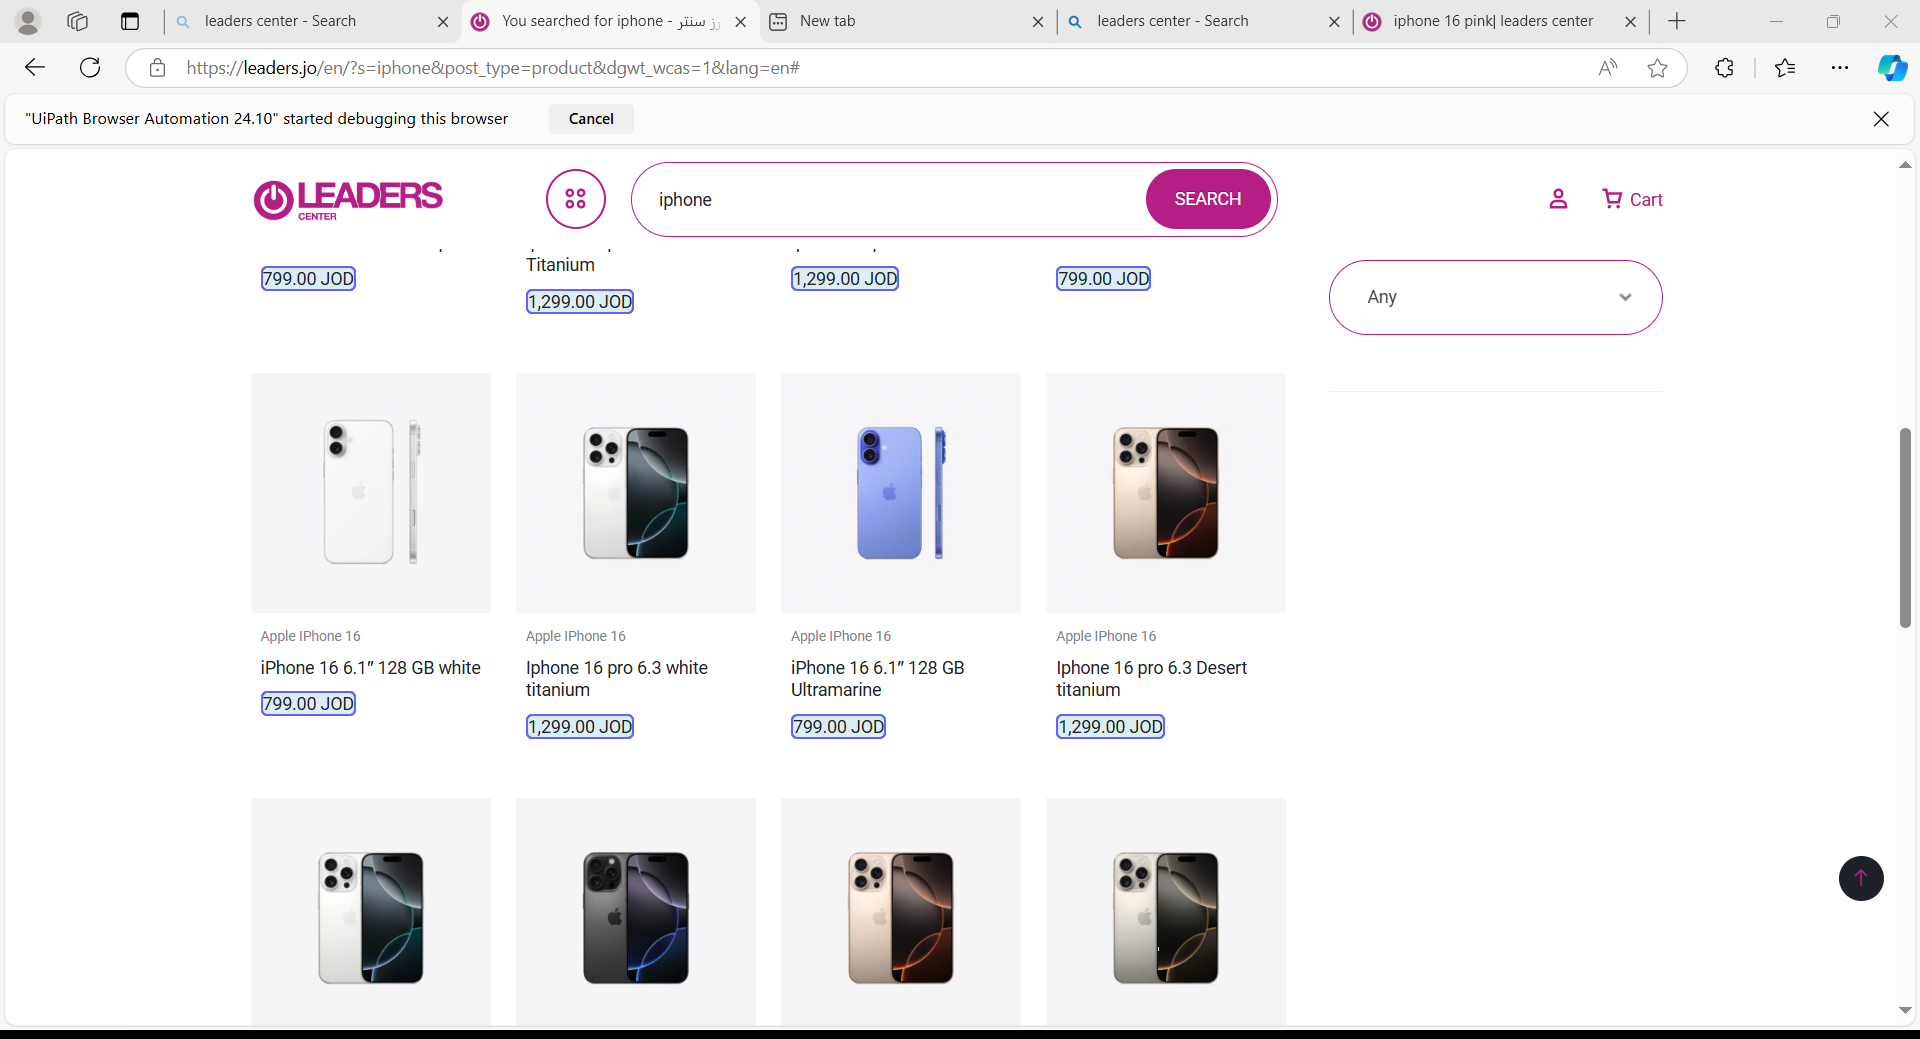 leaders center - Search
You searched for iphone - رز سنتر
New tab
leaders center - Search
iphone 16 pink| leaders center
https://leaders.jo/en/?s=iphone&post_type=product&dgwt_wcas=1&lang=en#
"UiPath Browser Automation 24.10" started debugging this browser
Cancel
LEADERS
CENTER
iphone
SEARCH
Cart
799.00 JOD
Titanium
1,299.00 JOD
1,299.00 JOD
799.00 JOD
Any
Apple IPhone 16
iPhone 16 6.1″ 128 GB white
799.00 JOD
Apple IPhone 16
Iphone 16 pro 6.3 white
titanium
1,299.00 JOD
Apple IPhone 16
iPhone 16 6.1″ 128 GB
Ultramarine
799.00 JOD
Apple IPhone 16
Iphone 16 pro 6.3 Desert
titanium
1,299.00 JOD